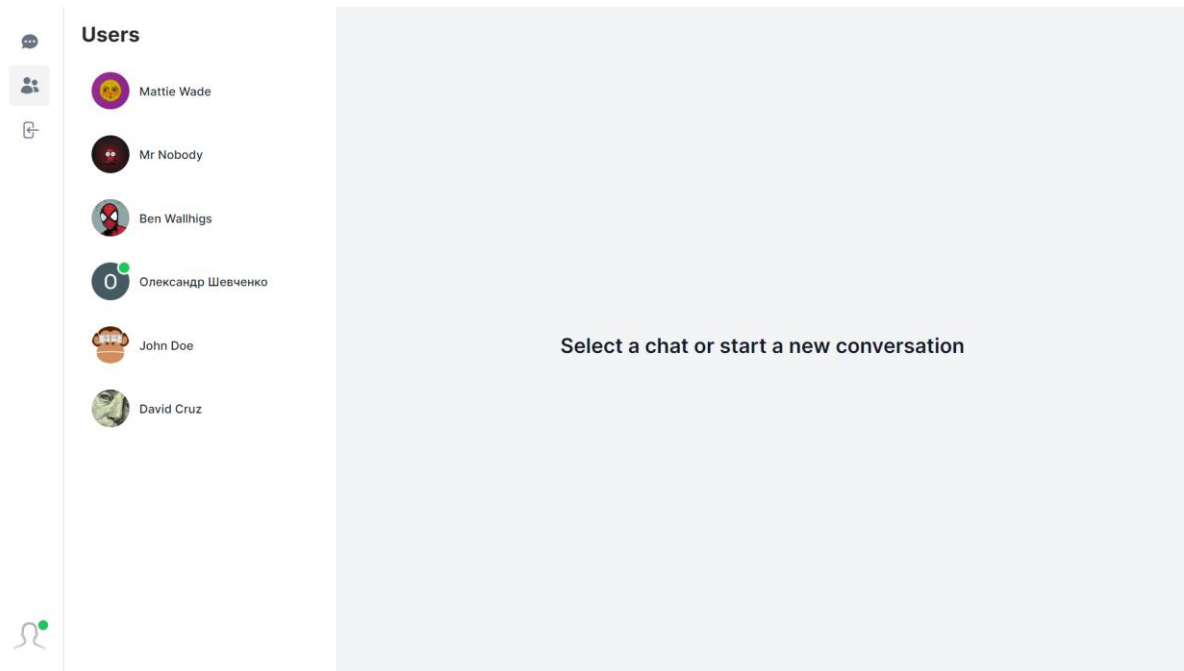 Users
Mattie Wade
Mr Nobody
Ben Wallhigs
O
Олександр Шевченко
John Doe
David Cruz
Select a chat or start a new conversation